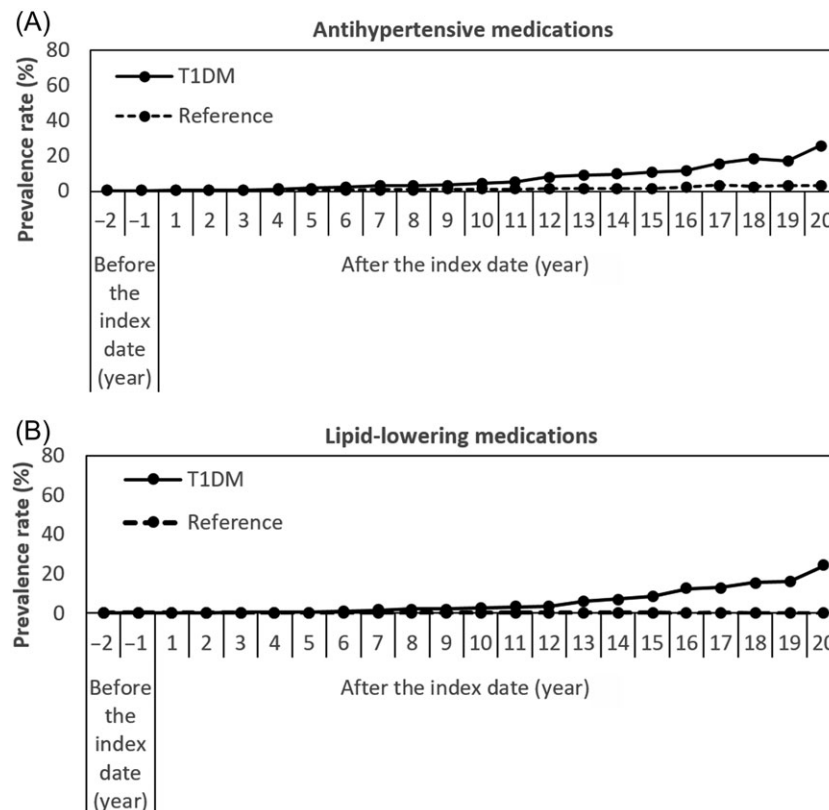 (A)
Antihypertensive medications
Prevalence rate (%)
80
60
40
20
0
T1DM
Reference
−2 −1 1 2 3 4 5 6 7 8 9 10 11 12 13 14 15 16 17 18 19 20
Before
the
index
date
(year)
After the index date (year)
(B)
Lipid-lowering medications
Prevalence rate (%)
80
60
40
20
0
T1DM
Reference
−2 −1 1 2 3 4 5 6 7 8 9 10 11 12 13 14 15 16 17 18 19 20
Before
the
index
date
(year)
After the index date (year)